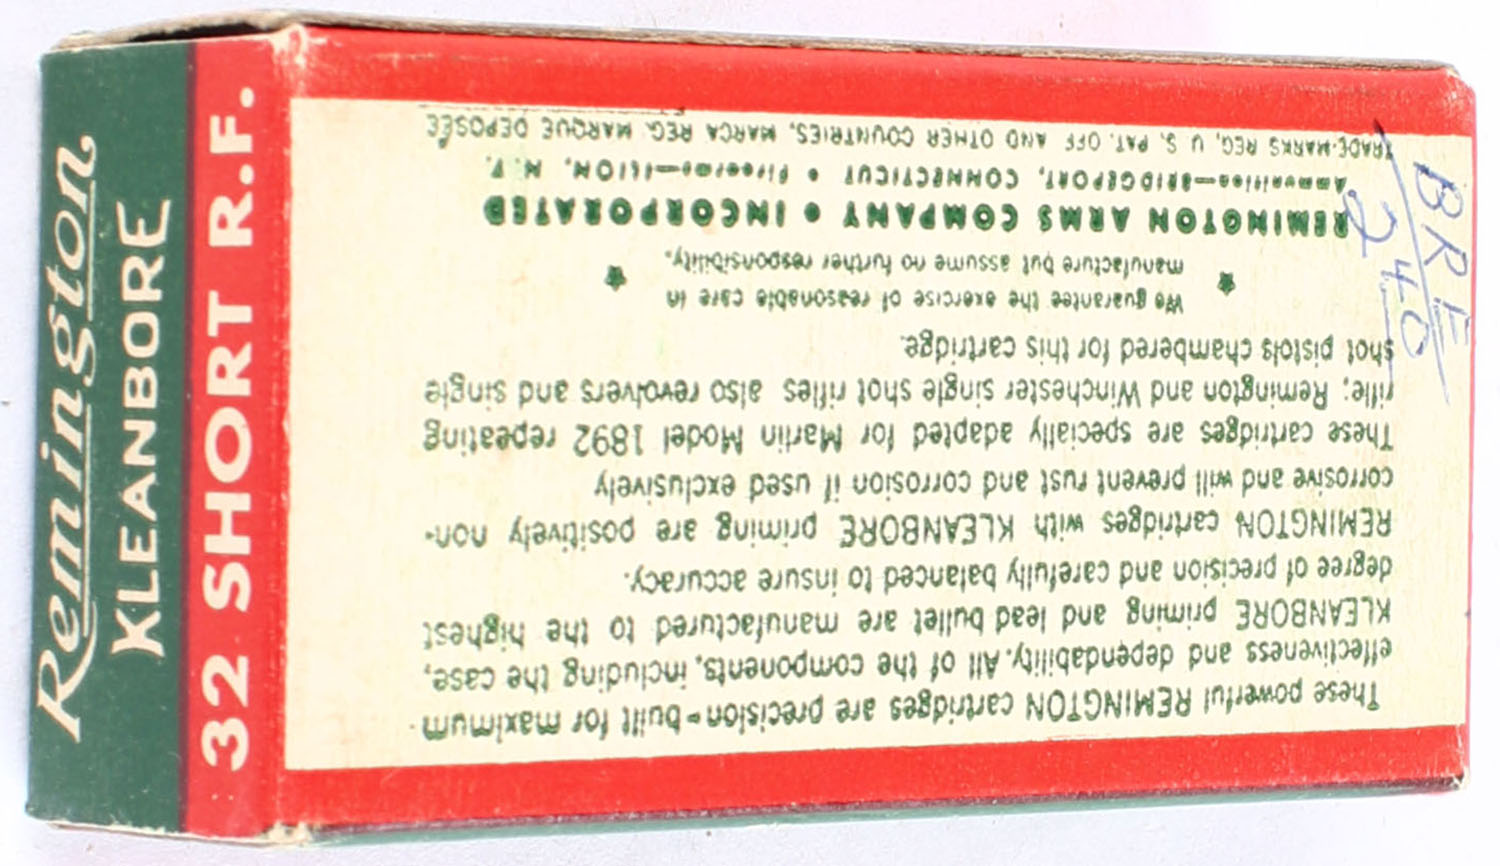 Remington
KLEANBORE
32 SHORT R.F.
These powerful REMINGTON cartridges are precision-built for maximum
effectiveness and dependability. All of the components, including the case,
KLEANBORE priming and lead bullet are manufactured to the highest
degree of precision and carefully balanced to insure accuracy.
REMINGTON cartridges with KLEANBORE priming are positively non-
corrosive and will prevent rust and corrosion if used exclusively
These cartridges are specially adapted for Marlin Model 1892 repeating
rifle; Remington and Winchester single shot rifles also revolvers and single
shot pistols chambered for this cartridge.
We guarantee the exercise of reasonable care in
manufacture but assume no further responsibility.
REMINGTON ARMS COMPANY • INCORPORATED
Ammunition—BRIDGEPORT, CONNECTICUT • Firearms—ILION, N.Y.
TRADE-MARKS REG, U S, PAT. OFF AND OTHER COUNTRIES, MARCA REG. MARQUE DEPOSÉE
BRE
240